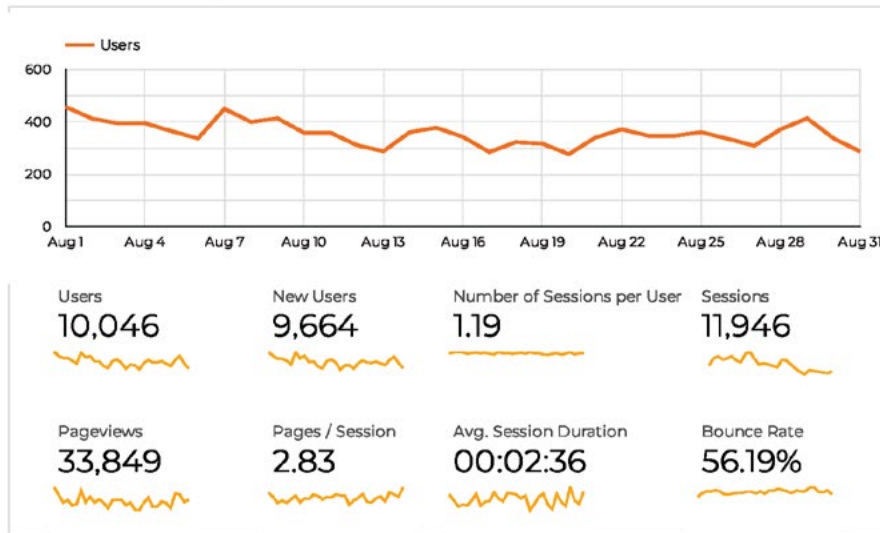 Users
600
400
200
0
Aug 1 Aug 4 Aug 7 Aug 10 Aug 13 Aug 16 Aug 19 Aug 22 Aug 25 Aug 28 Aug 31
Users New Users Number of Sessions per User Sessions
10,046 9,664 1.19 11,946
Pageviews Pages / Session Avg. Session Duration Bounce Rate
33,849 2.83 00:02:36 56.19%